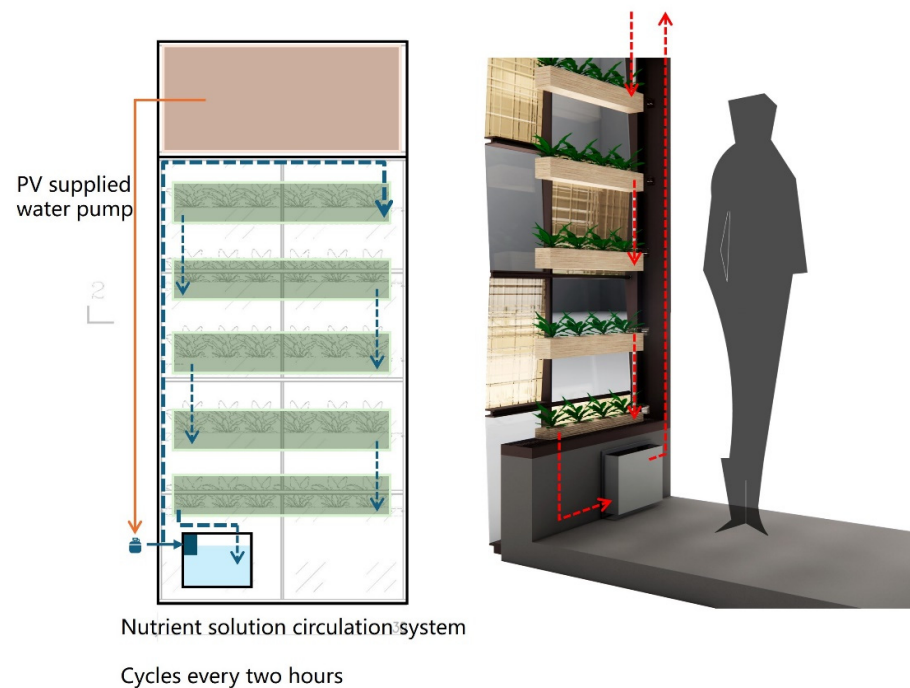 PV supplied
water pump
Nutrient solution circulation system
Cycles every two hours